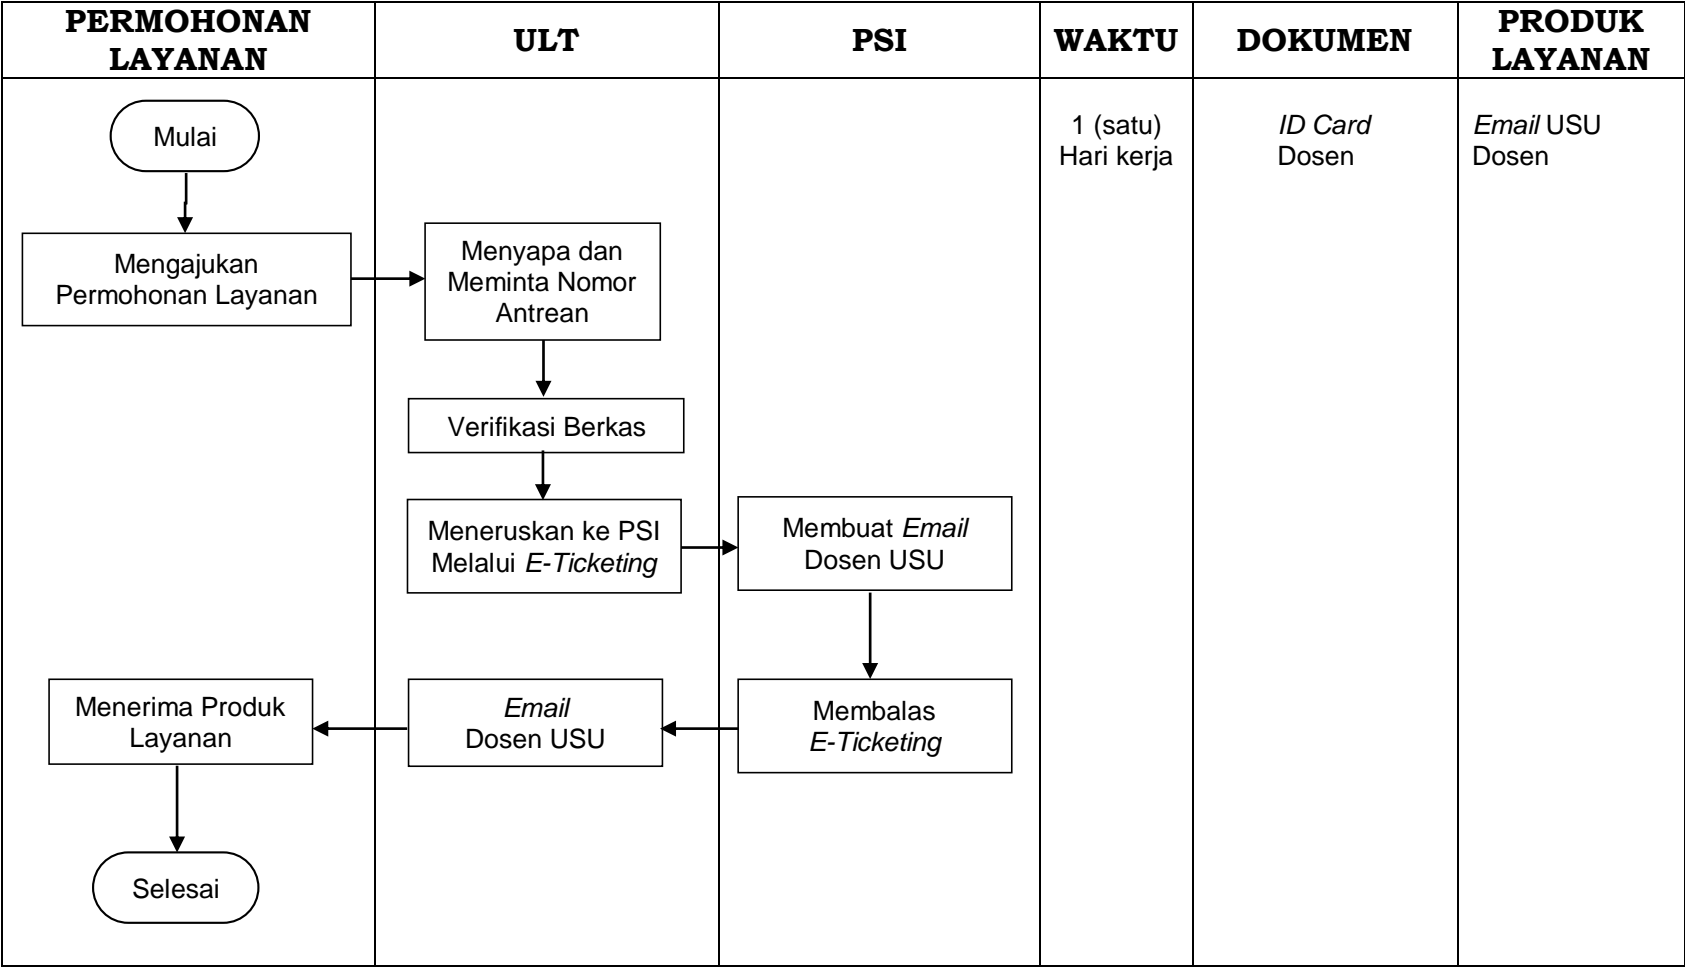 PERMOHONAN
LAYANAN
ULT
PSI
WAKTU
DOKUMEN
PRODUK
LAYANAN
Mulai
1 (satu)
Hari kerja
ID Card
Dosen
Email USU
Dosen
Mengajukan
Permohonan Layanan
Menyapa dan
Meminta Nomor
Antrean
Verifikasi Berkas
Meneruskan ke PSI
Melalui E-Ticketing
Membuat Email
Dosen USU
Membalas
E-Ticketing
Email
Dosen USU
Menerima Produk
Layanan
Selesai